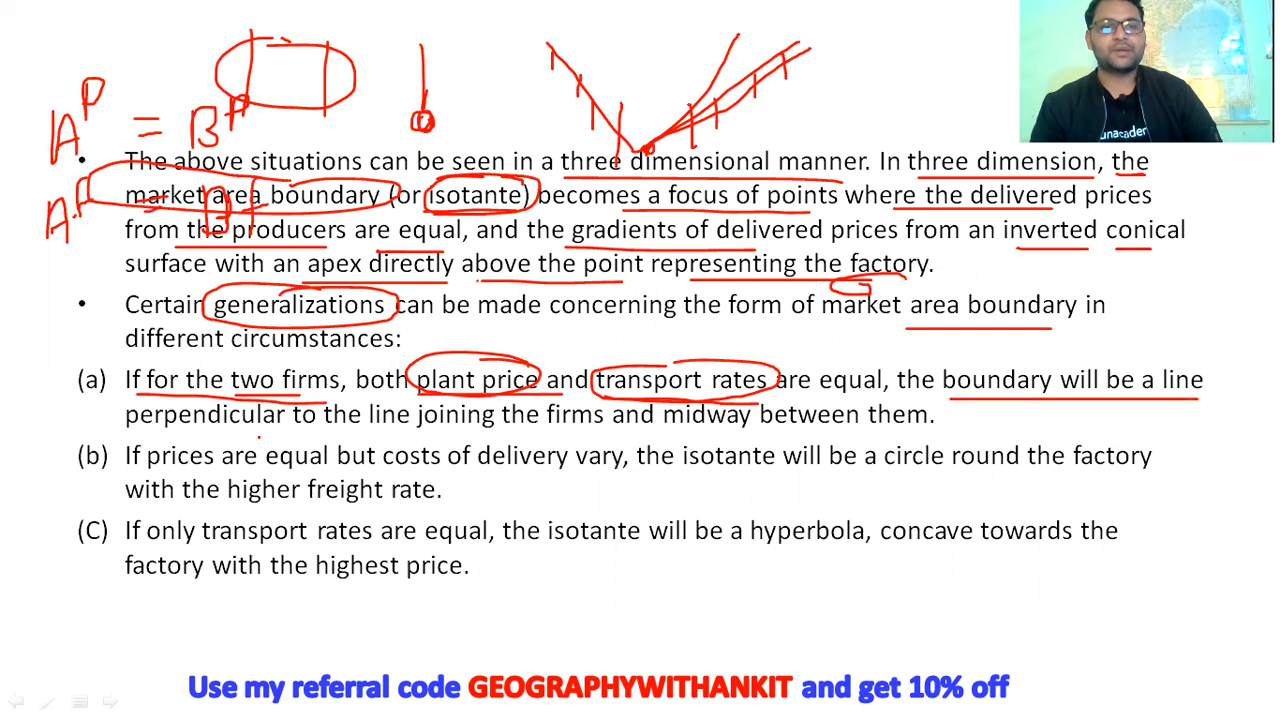 A^P = B^P
A^F B^F
• The above situations can be seen in a three dimensional manner. In three dimension, the
market area boundary (or isotante) becomes a focus of points where the delivered prices
from the producers are equal, and the gradients of delivered prices from an inverted conical
surface with an apex directly above the point representing the factory.
• Certain generalizations can be made concerning the form of market area boundary in
different circumstances:
(a) If for the two firms, both plant price and transport rates are equal, the boundary will be a line
perpendicular to the line joining the firms and midway between them.
(b) If prices are equal but costs of delivery vary, the isotante will be a circle round the factory
with the higher freight rate.
(C) If only transport rates are equal, the isotante will be a hyperbola, concave towards the
factory with the highest price.
Use my referral code GEOGRAPHYWITHANKIT and get 10% off